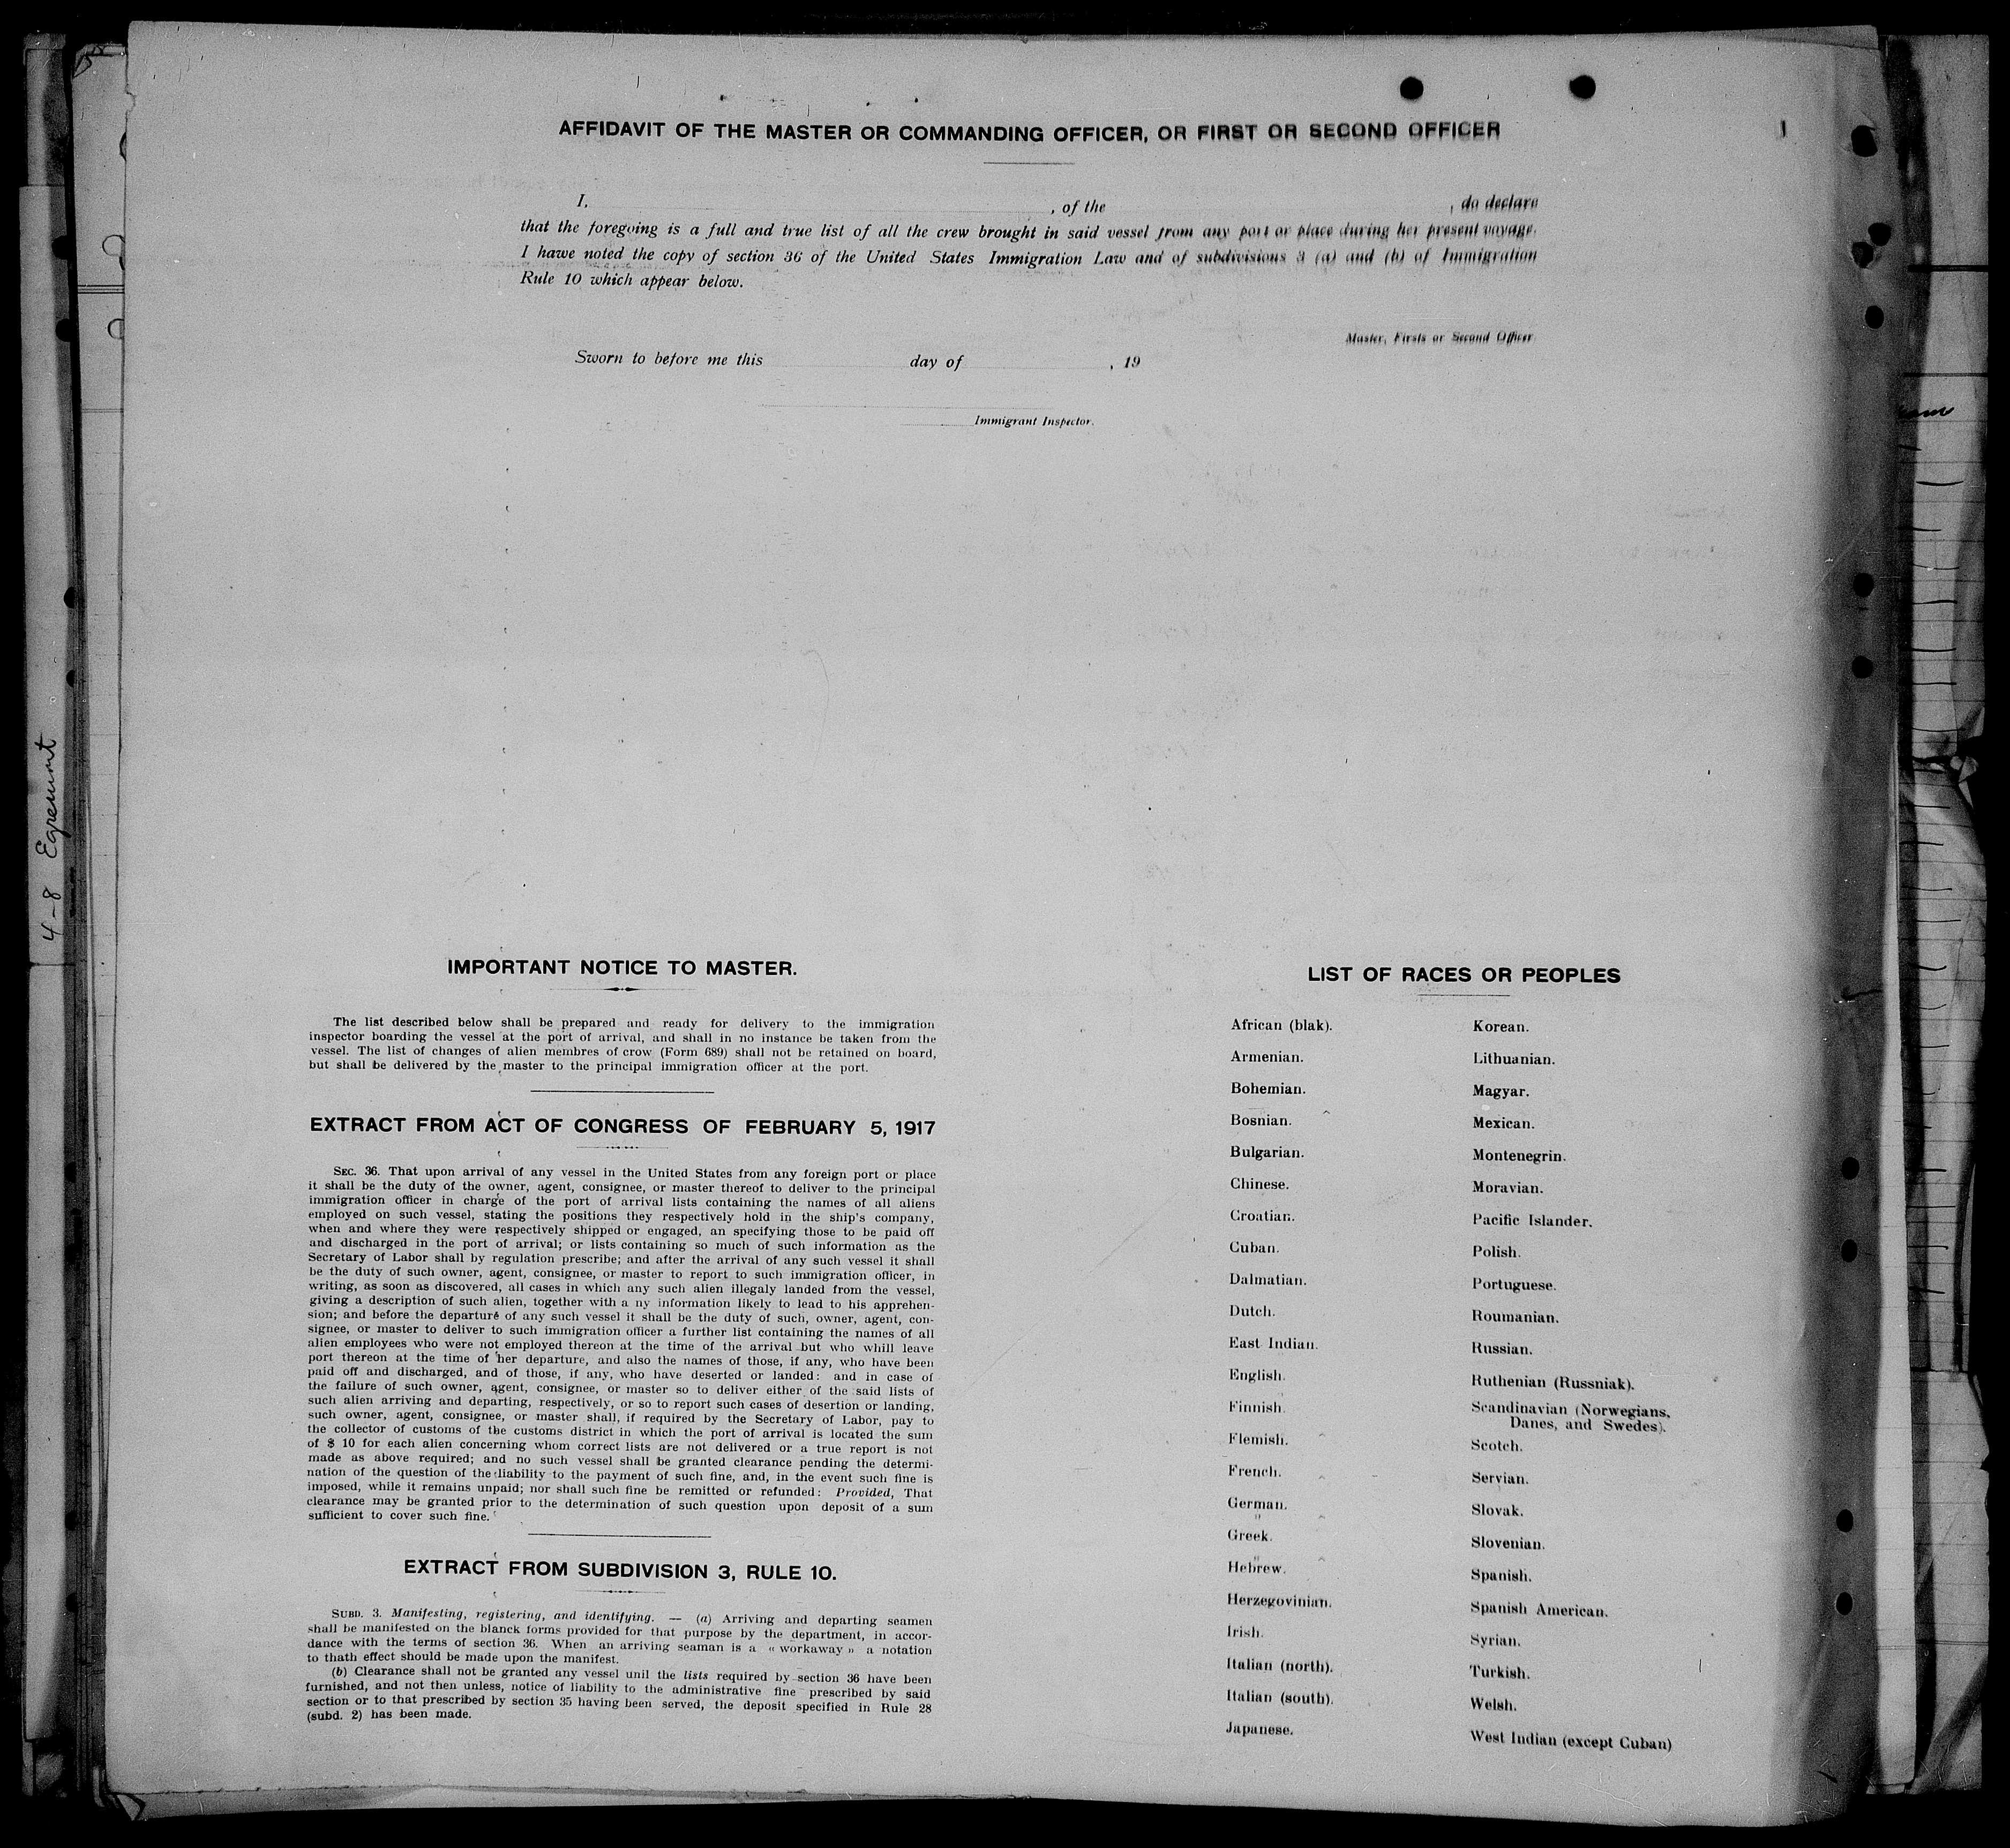 AFFIDAVIT OF THE MASTER OR COMMANDING OFFICER, OR FIRST OR SECOND OFFICER
I, , of the , do declare
that the foregoing is a full and true list of all the crew brought in said vessel from any port or place during her present voyage.
I hawe noted the copy of section 36 of the United States Immigration Law and of subdivisions 3 (a) and (b) of Immigration
Rule 10 which appear below.
Master, Firsts or Second Officer
Sworn to before me this day of , 19
Immigrant Inspector.
4-8 Egremont
IMPORTANT NOTICE TO MASTER.
The list described below shall be prepared and ready for delivery to the immigration
inspector boarding the vessel at the port of arrival, and shall in no instance be taken from the
vessel. The list of changes of alien membres of crow (Form 689) shall not be retained on board,
but shall be delivered by the master to the principal immigration officer at the port.
EXTRACT FROM ACT OF CONGRESS OF FEBRUARY 5, 1917
SEC. 36. That upon arrival of any vessel in the United States from any foreign port or place
it shall be the duty of the owner, agent, consignee, or master thereof to deliver to the principal
immigration officer in charge of the port of arrival lists containing the names of all aliens
employed on such vessel, stating the positions they respectively hold in the ship's company,
when and where they were respectively shipped or engaged, an specifying those to be paid off
and discharged in the port of arrival; or lists containing so much of such information as the
Secretary of Labor shall by regulation prescribe; and after the arrival of any such vessel it shall
be the duty of such owner, agent, consignee, or master to report to such immigration officer, in
writing, as soon as discovered, all cases in which any such alien illegaly landed from the vessel,
giving a description of such alien, together with a ny information likely to lead to his apprehen-
sion; and before the departure of any such vessel it shall be the duty of such, owner, agent, con-
signee, or master to deliver to such immigration officer a further list containing the names of all
alien employees who were not employed thereon at the time of the arrival but who whill leave
port thereon at the time of her departure, and also the names of those, if any, who have been
paid off and discharged, and of those, if any, who have deserted or landed: and in case of
the failure of such owner, agent, consignee, or master so to deliver either of the said lists of
such alien arriving and departing, respectively, or so to report such cases of desertion or landing,
such owner, agent, consignee, or master shall, if required by the Secretary of Labor, pay to
the collector of customs of the customs district in which the port of arrival is located the sum
of $ 10 for each alien concerning whom correct lists are not delivered or a true report is not
made as above required; and no such vessel shall be granted clearance pending the determi-
nation of the question of the liability to the payment of such fine, and, in the event such fine is
imposed, while it remains unpaid; nor shall such fine be remitted or refunded: Provided, That
clearance may be granted prior to the determination of such question upon deposit of a sum
sufficient to cover such fine.
EXTRACT FROM SUBDIVISION 3, RULE 10.
SUBD. 3. Manifesting, registering, and identifying. — (a) Arriving and departing seamen
shall be manifested on the blanck forms provided for that purpose by the department, in accor-
dance with the terms of section 36. When an arriving seaman is a « workaway » a notation
to thath effect should be made upon the manifest.
(b) Clearance shall not be granted any vessel unil the lists required by section 36 have been
furnished, and not then unless, notice of liability to the administrative fine prescribed by said
section or to that prescribed by section 35 having been served, the deposit specified in Rule 28
(subd. 2) has been made.
LIST OF RACES OR PEOPLES
African (blak).
Armenian.
Bohemian.
Bosnian.
Bulgarian.
Chinese.
Croatian.
Cuban.
Dalmatian.
Dutch.
East Indian.
English.
Finnish.
Flemish.
French.
German.
Greek.
Hebrew.
Herzegovinian.
Irish.
Italian (north).
Italian (south).
Japanese.
Korean.
Lithuanian.
Magyar.
Mexican.
Montenegrin.
Moravian.
Pacific Islander.
Polish.
Portuguese.
Roumanian.
Russian.
Ruthenian (Russniak).
Scandinavian (Norwegians,
Danes, and Swedes).
Scotch.
Servian.
Slovak.
Slovenian.
Spanish.
Spanish American.
Syrian.
Turkish.
Welsh.
West Indian (except Cuban)